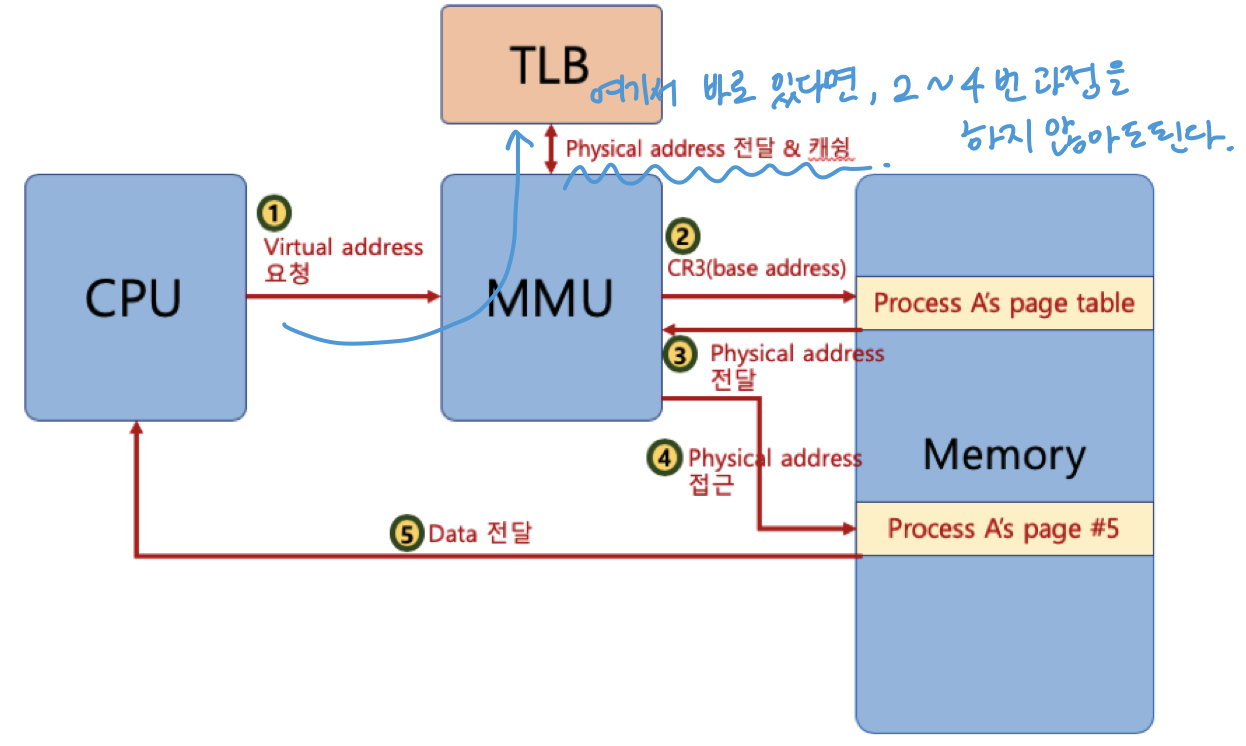 TLB
여기서 바로 있다면, 2~4번 과정을
하지 않아도된다.
Physical address 전달 & 캐슁
1
Virtual address
요청
CPU
MMU
2
CR3(base address)
Process A's page table
3
Physical address
전달
4
Physical address
접근
Memory
Process A's page #5
5
Data 전달